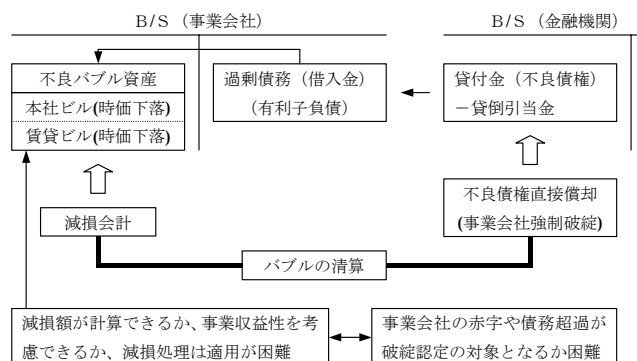 B/S（事業会社）
B/S（金融機関）
不良バブル資産
本社ビル(時価下落)
賃貸ビル(時価下落)
過剰債務（借入金）
(有利子負債)
貸付金（不良債権）
－貸倒引当金
減損会計
不良債権直接償却
(事業会社強制破綻)
バブルの清算
減損額が計算できるか、事業収益性を考
慮できるか、減損処理は適用が困難
事業会社の赤字や債務超過が
破綻認定の対象となるか困難